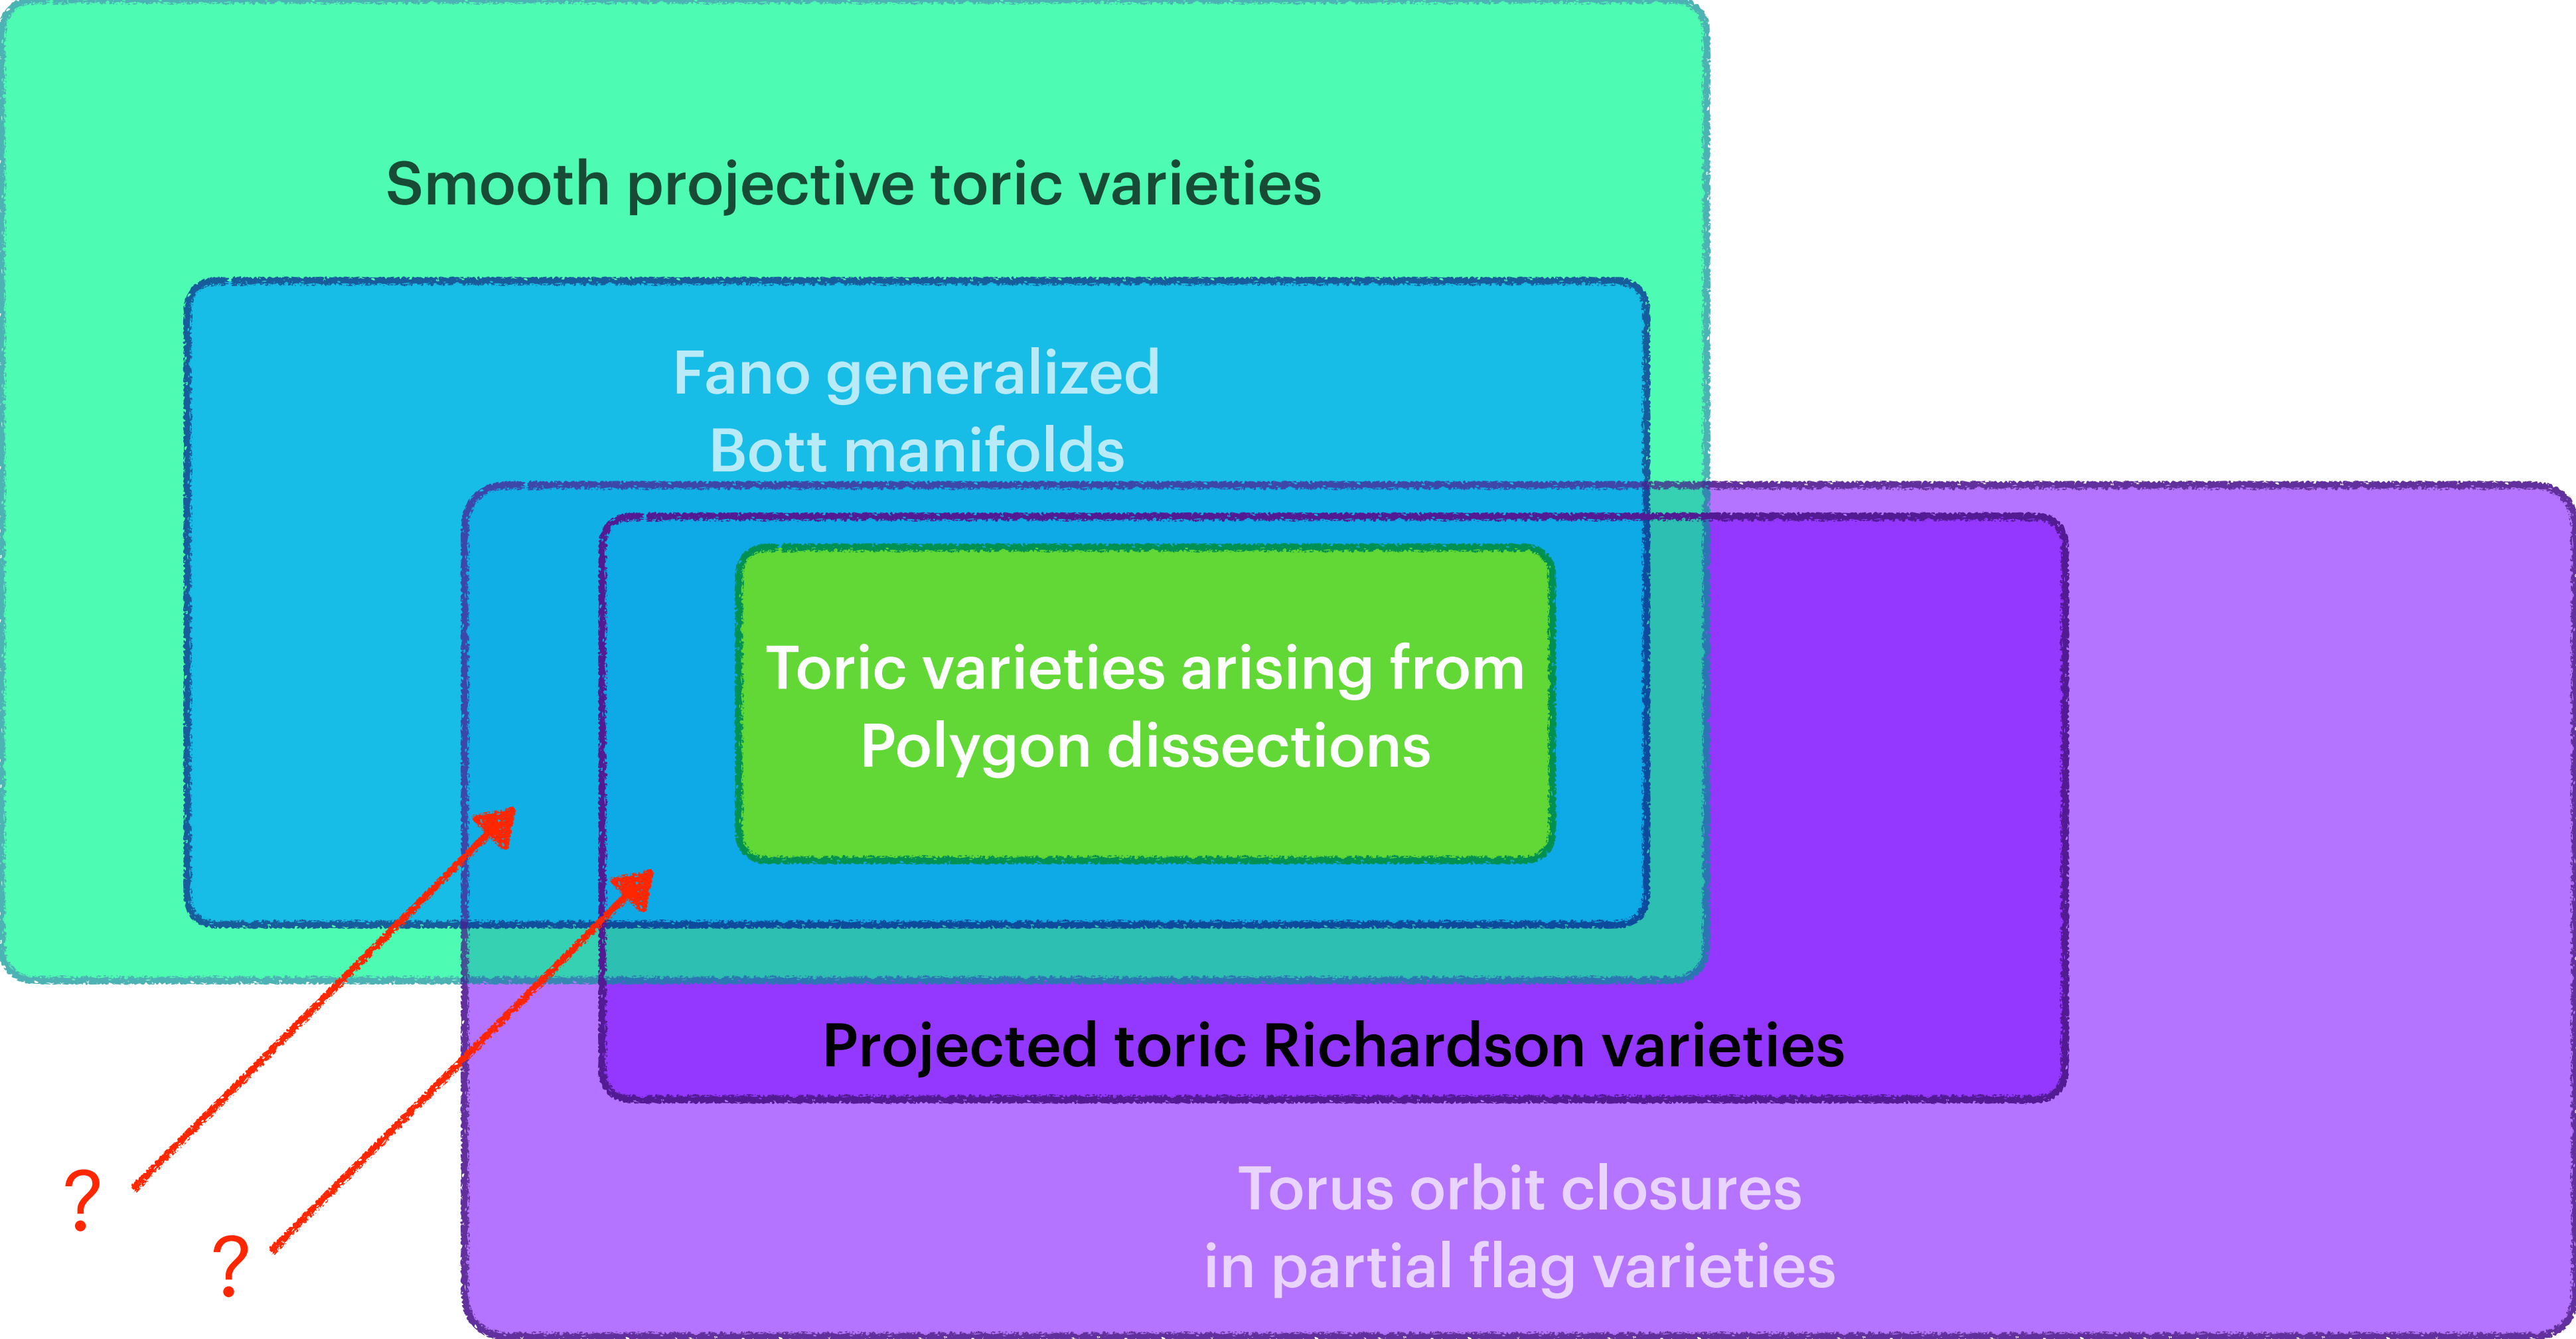 Smooth projective toric varieties
Fano generalized
Bott manifolds
Toric varieties arising from
Polygon dissections
Projected toric Richardson varieties
Torus orbit closures
in partial flag varieties
?
?